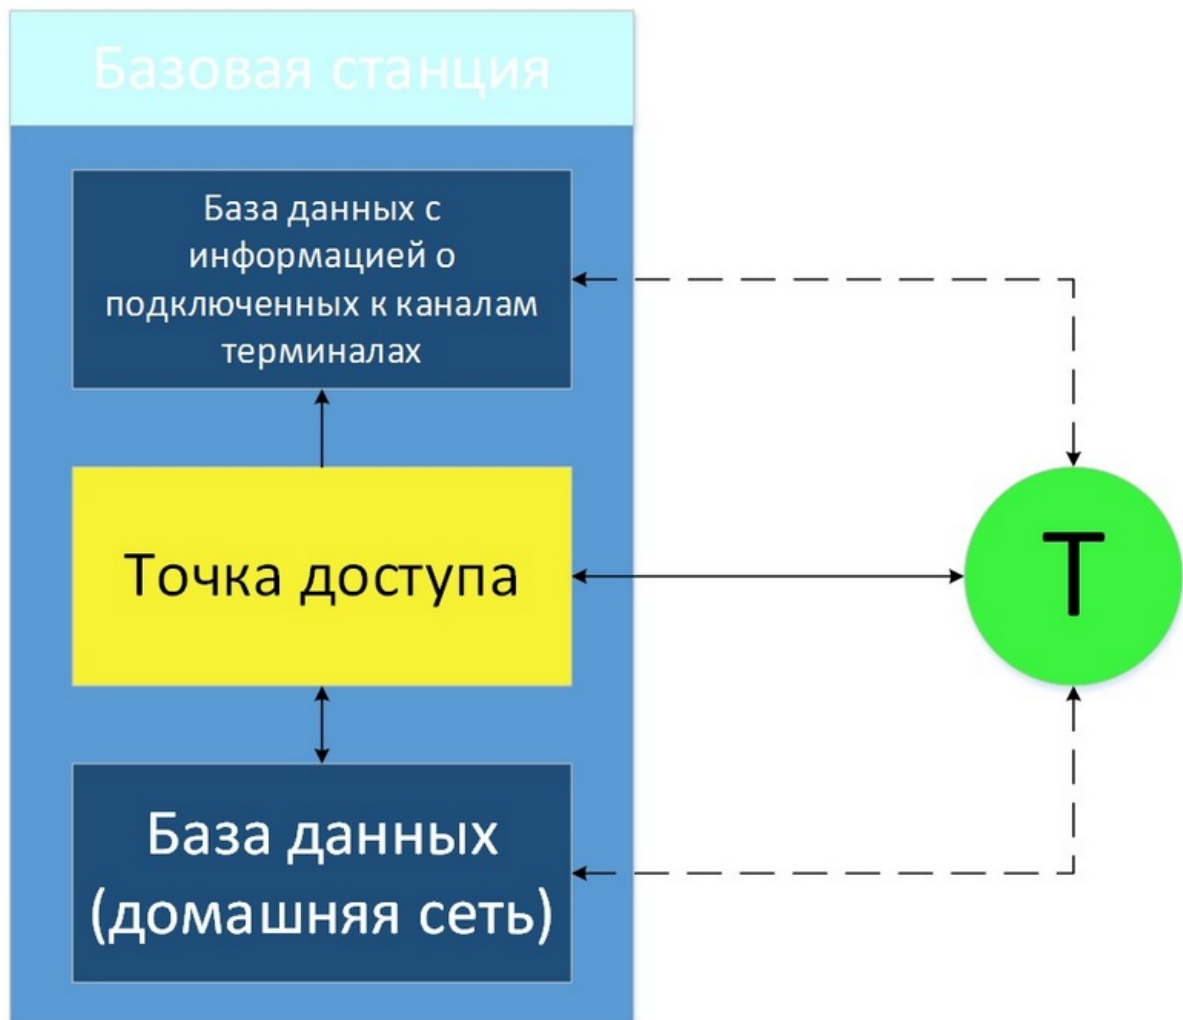 Базовая станция
База данных с
информацией о
подключенных к каналам
терминалах
Точка доступа
Т
База данных
(домашняя сеть)